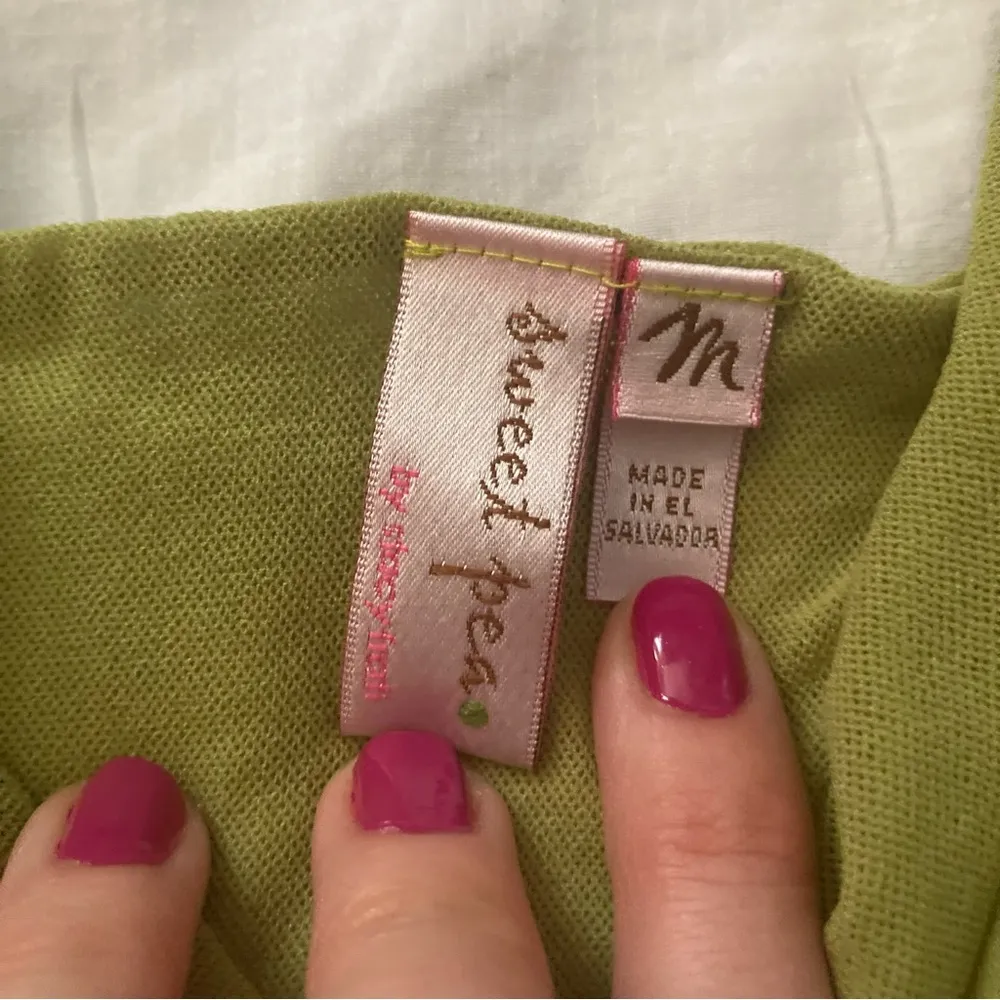 sweet pea
by stacy frati
M
MADE
IN EL
SALVADOR